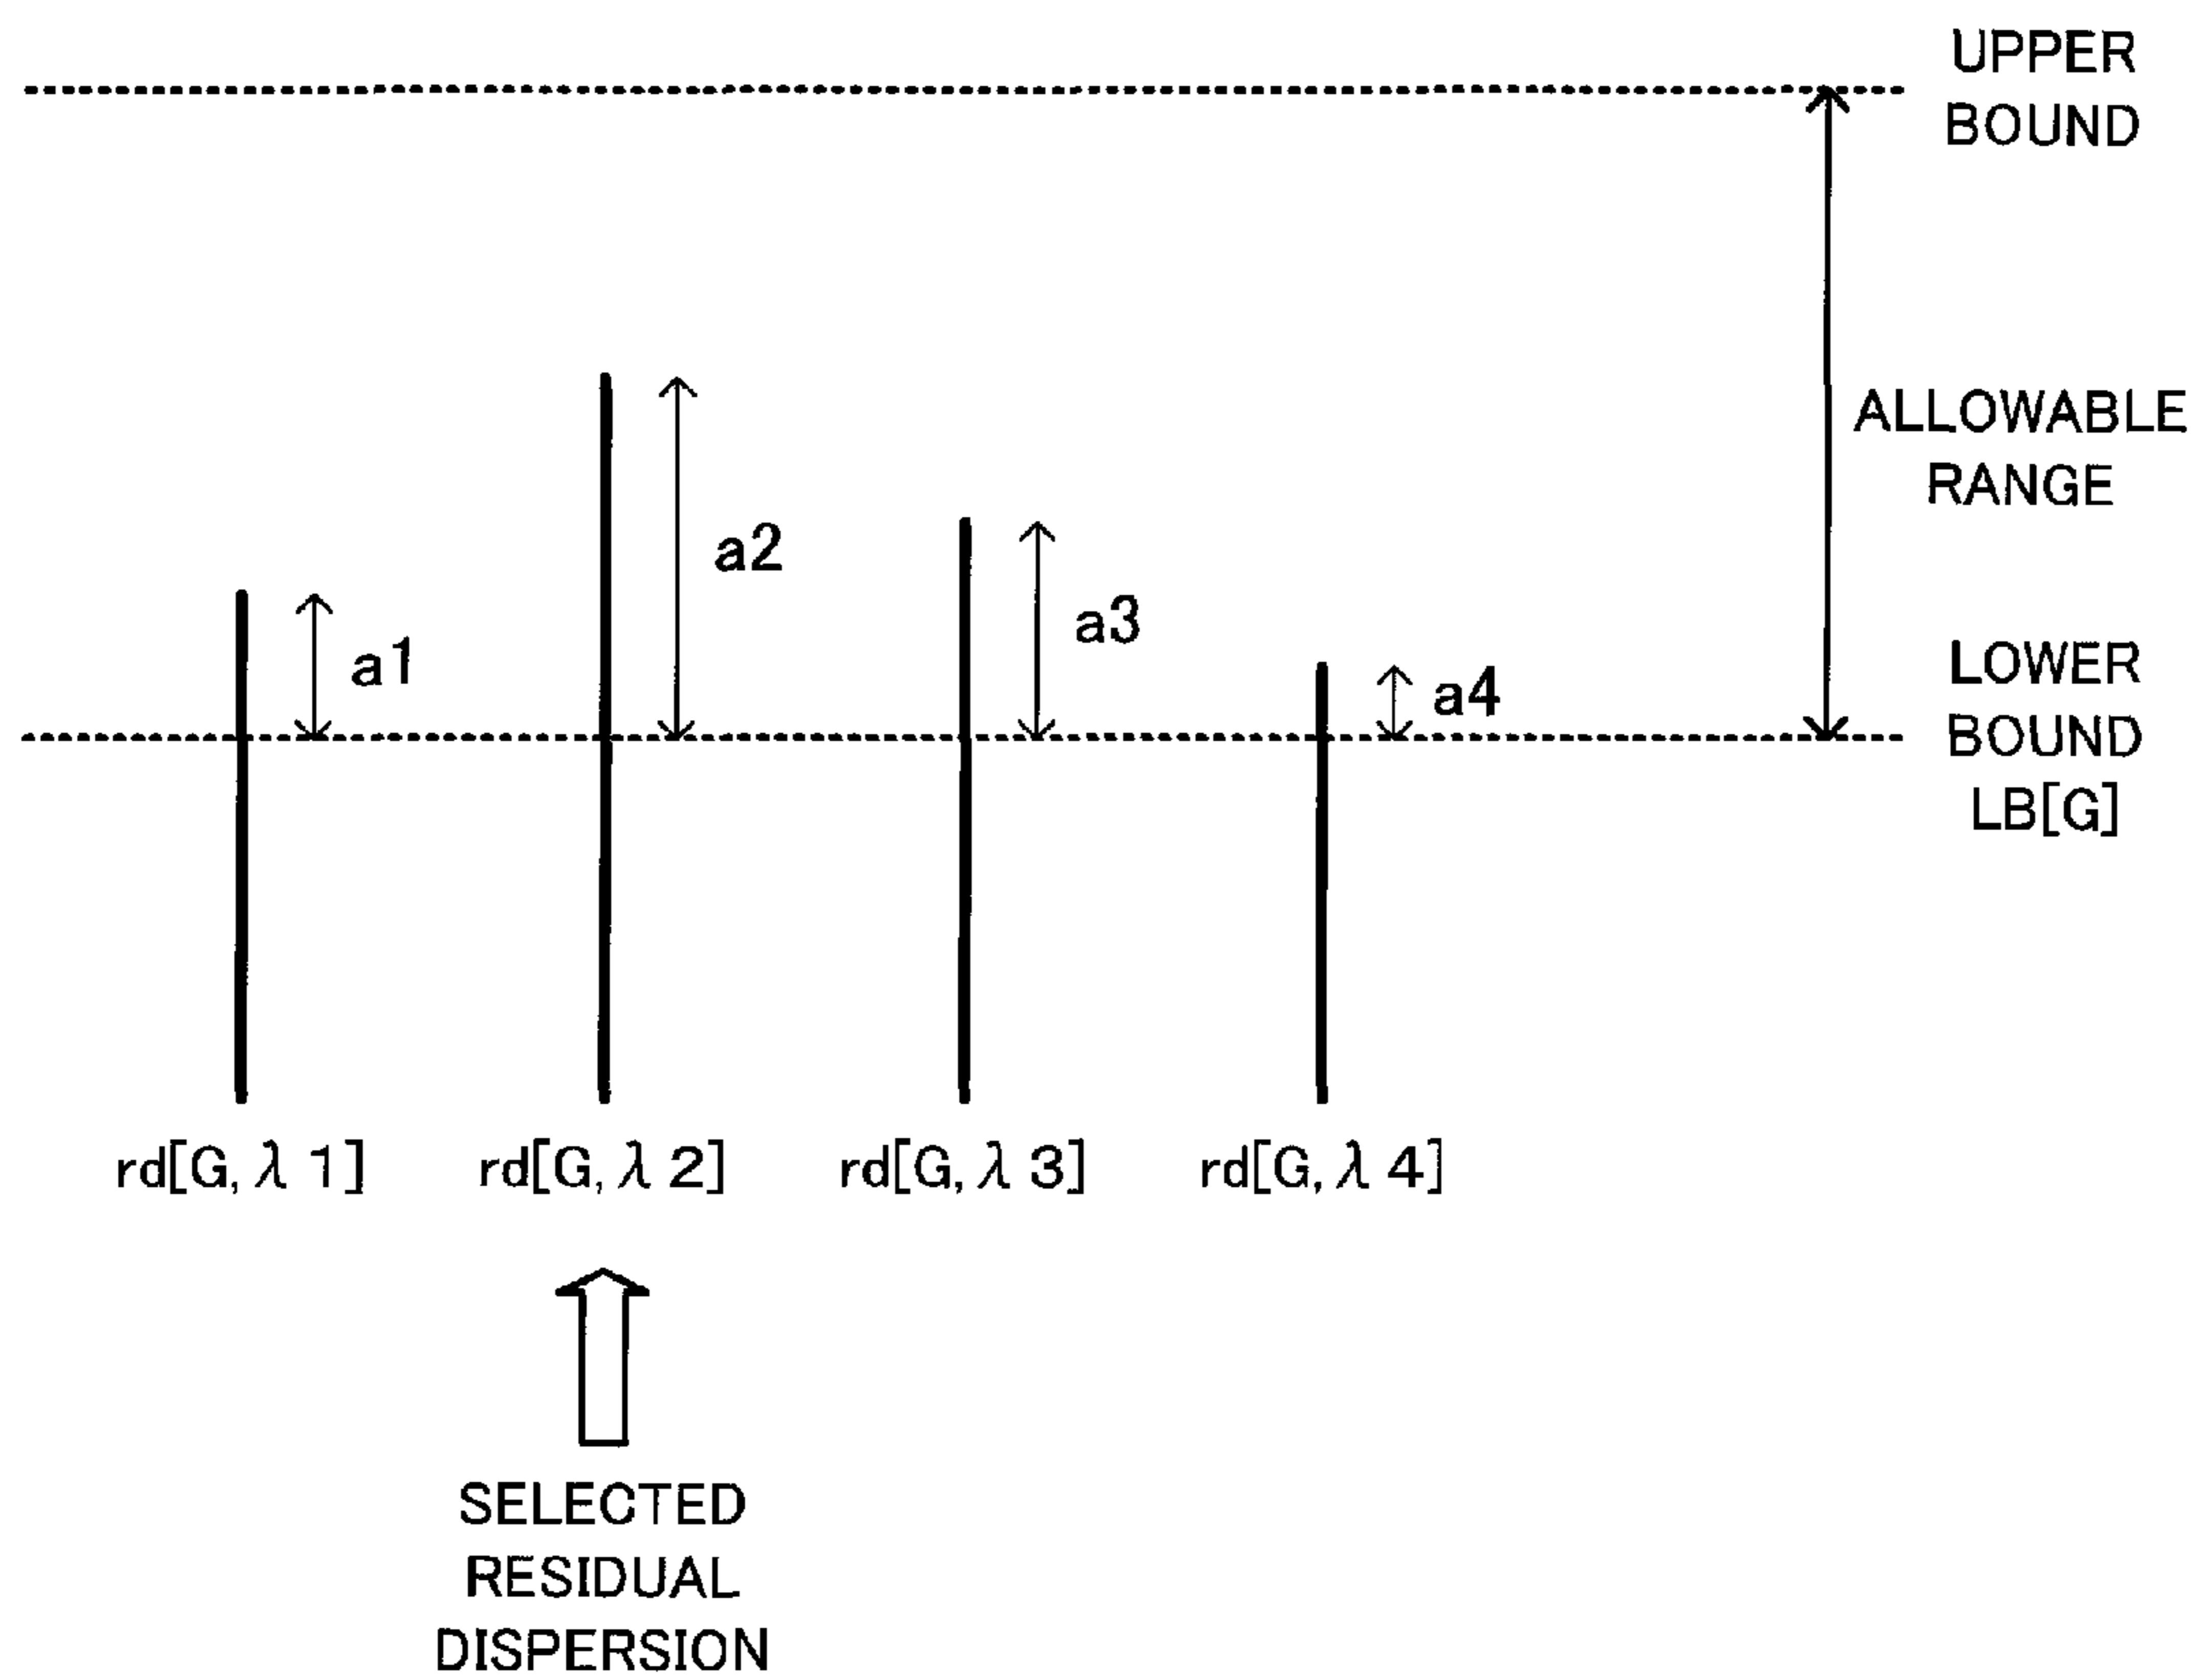 UPPER
BOUND
ALLOWABLE
RANGE
a2
a3
a1
a4
LOWER
BOUND
LB[G]
rd[G, λ 1]
rd[G, λ 2]
rd[G, λ 3]
rd[G, λ 4]
SELECTED
RESIDUAL
DISPERSION